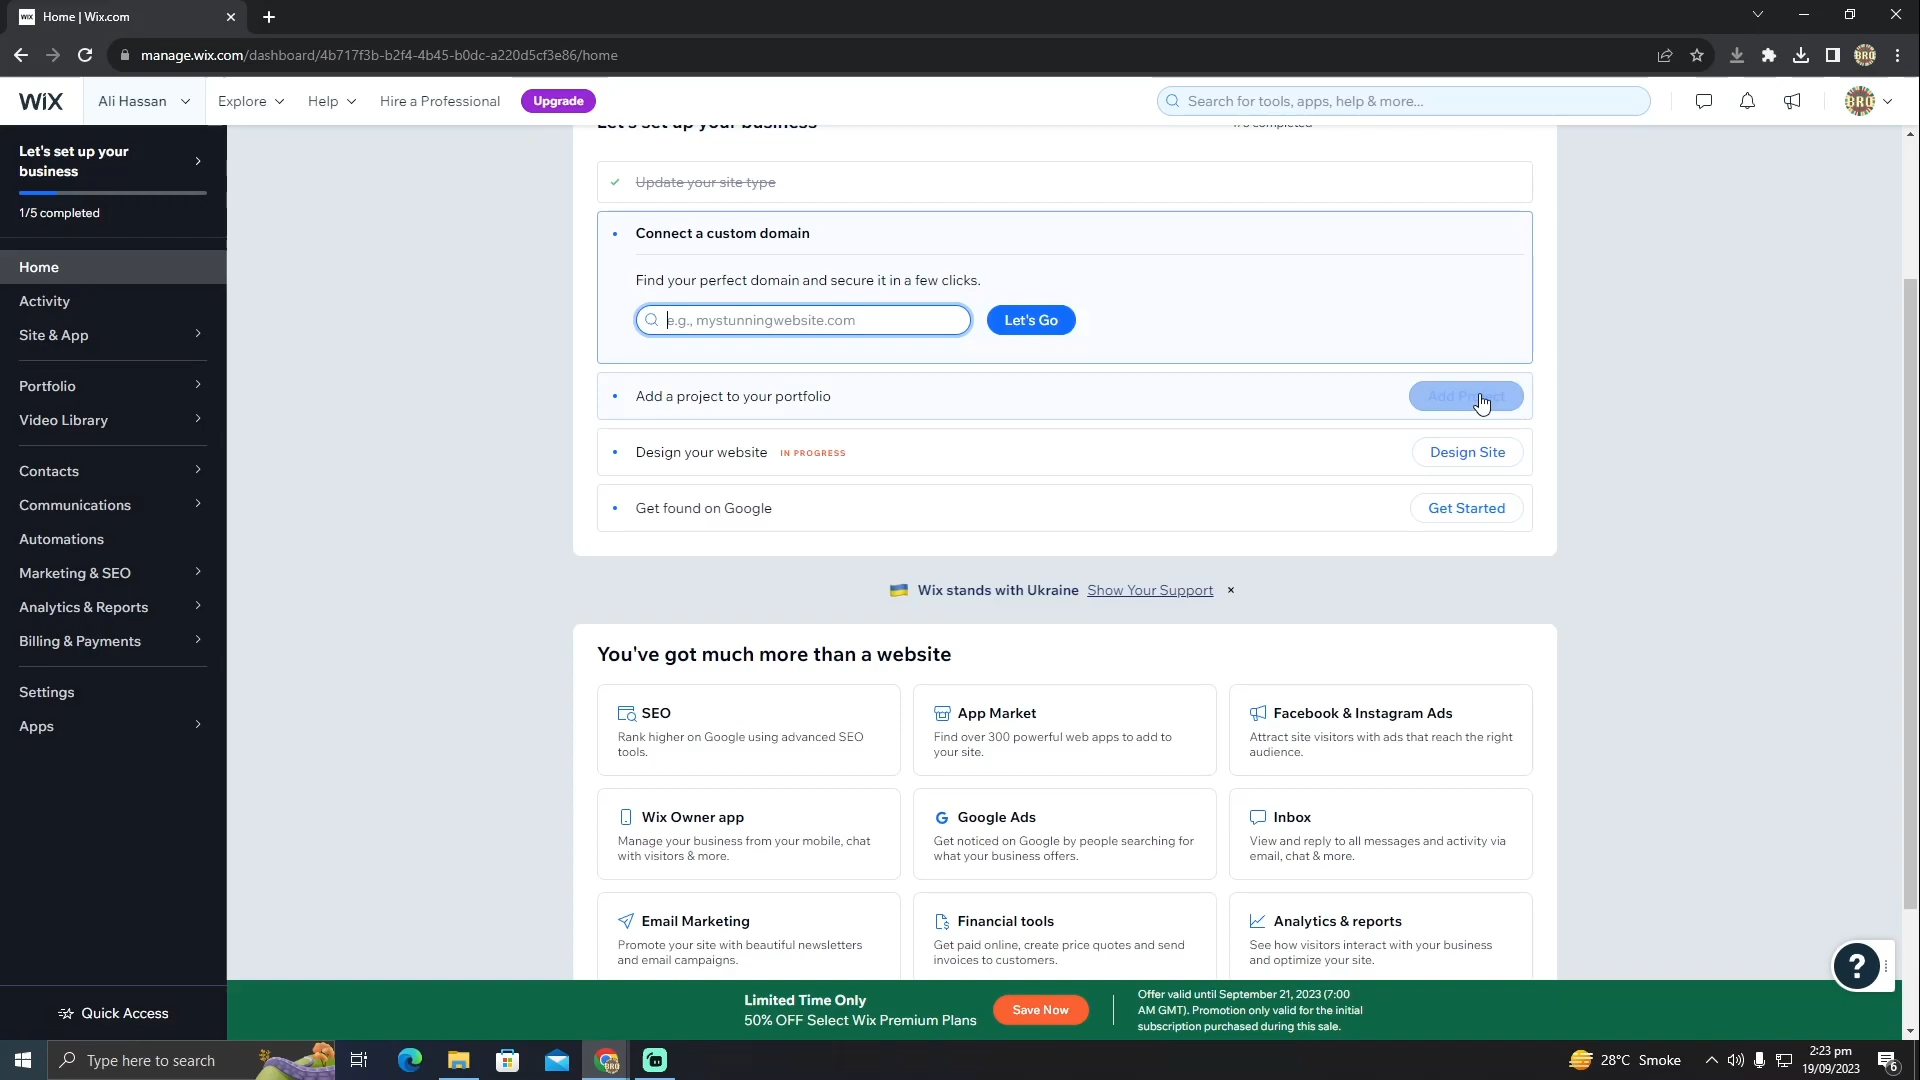 Home | Wix.com
manage.wix.com/dashboard/4b717f3b-b2f4-4b45-b0dc-a220d5cf3e86/home
WiX
Ali Hassan
Explore
Help
Hire a Professional
Upgrade
Search for tools, apps, help & more...
BRO
Let's set up your
business
1/5 completed
Home
Activity
Site & App
Portfolio
Video Library
Contacts
Communications
Automations
Marketing & SEO
Analytics & Reports
Billing & Payments
Settings
Apps
Quick Access
Let's set up your business
1/5 completed
Update your site type
Connect a custom domain
Find your perfect domain and secure it in a few clicks.
e.g., mystunningwebsite.com
Let's Go
Add a project to your portfolio
Add Project
Design your website IN PROGRESS
Design Site
Get found on Google
Get Started
Wix stands with Ukraine Show Your Support
You've got much more than a website
SEO
Rank higher on Google using advanced SEO
tools.
App Market
Find over 300 powerful web apps to add to
your site.
Facebook & Instagram Ads
Attract site visitors with ads that reach the right
audience.
Wix Owner app
Manage your business from your mobile, chat
with visitors & more.
Google Ads
Get noticed on Google by people searching for
what your business offers.
Inbox
View and reply to all messages and activity via
email, chat & more.
Email Marketing
Promote your site with beautiful newsletters
and email campaigns.
Financial tools
Get paid online, create price quotes and send
invoices to customers.
Analytics & reports
See how visitors interact with your business
and optimize your site.
Limited Time Only
50% OFF Select Wix Premium Plans
Save Now
Offer valid until September 21, 2023 (7:00
AM GMT). Promotion only valid for the initial
subscription purchased during this sale.
Type here to search
28°C Smoke
2:23 pm
19/09/2023
6